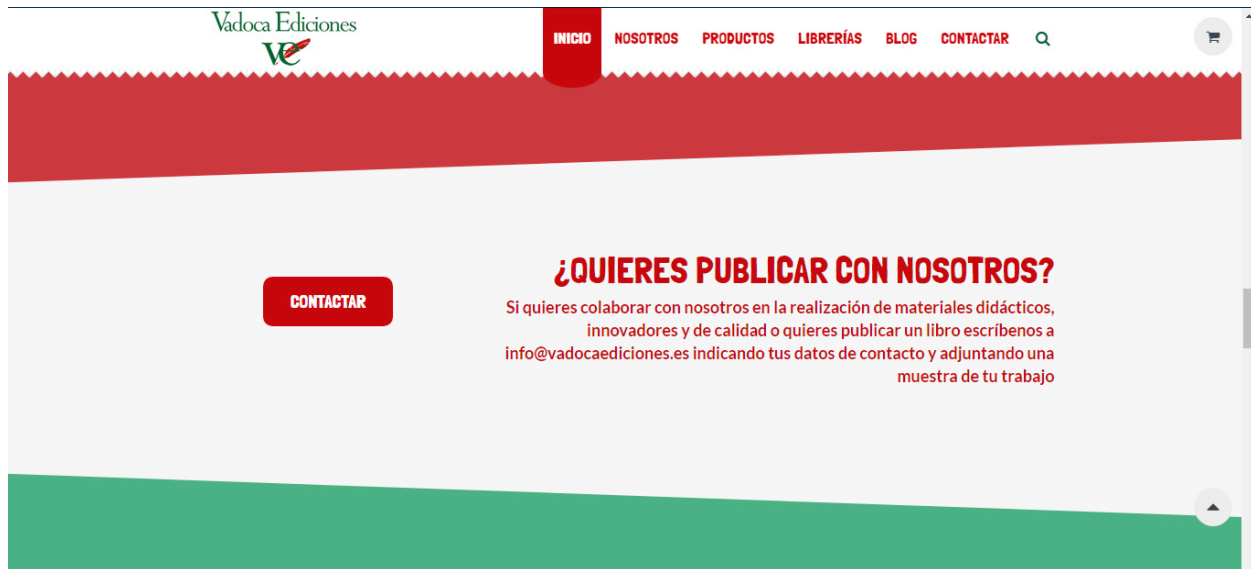 Vadoca Ediciones
VE
INICIO NOSOTROS PRODUCTOS LIBRERÍAS BLOG CONTACTAR
¿QUIERES PUBLICAR CON NOSOTROS?
CONTACTAR
Si quieres colaborar con nosotros en la realización de materiales didácticos,
innovadores y de calidad o quieres publicar un libro escríbenos a
info@vadocaediciones.es indicando tus datos de contacto y adjuntando una
muestra de tu trabajo